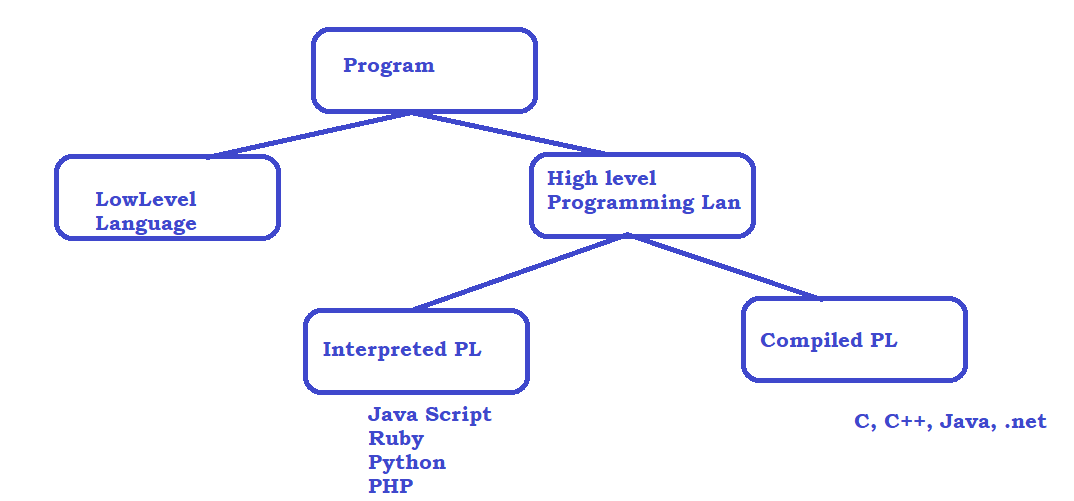 Program
LowLevel
Language
High level
Programming Lan
Interpreted PL
Compiled PL
Java Script
Ruby
Python
PHP
C, C++, Java, .net